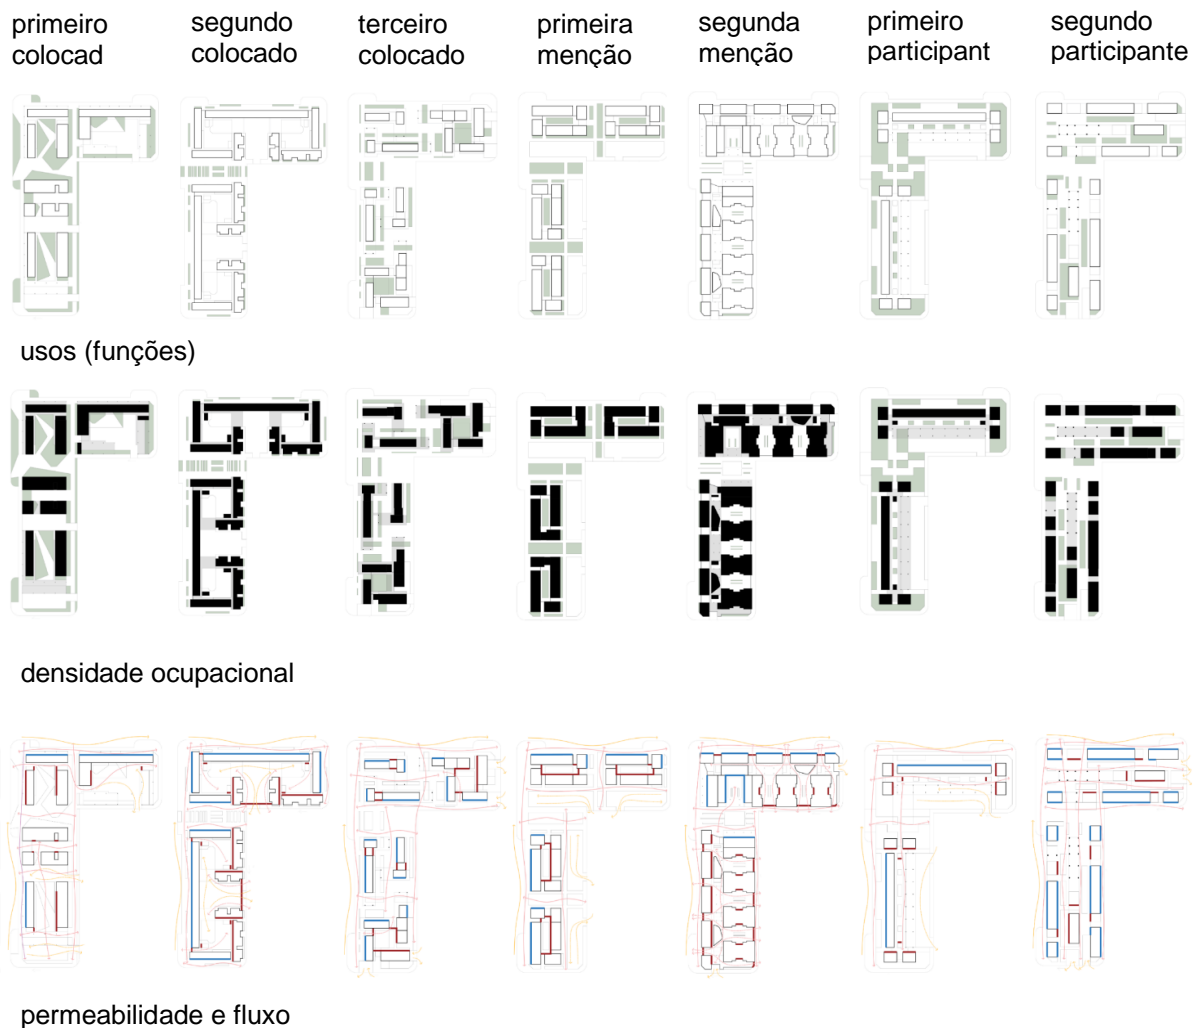 primeiro
colocad
segundo
colocado
terceiro
colocado
primeira
menção
segunda
menção
primeiro
participant
segundo
participante
usos (funções)
densidade ocupacional
permeabilidade e fluxo